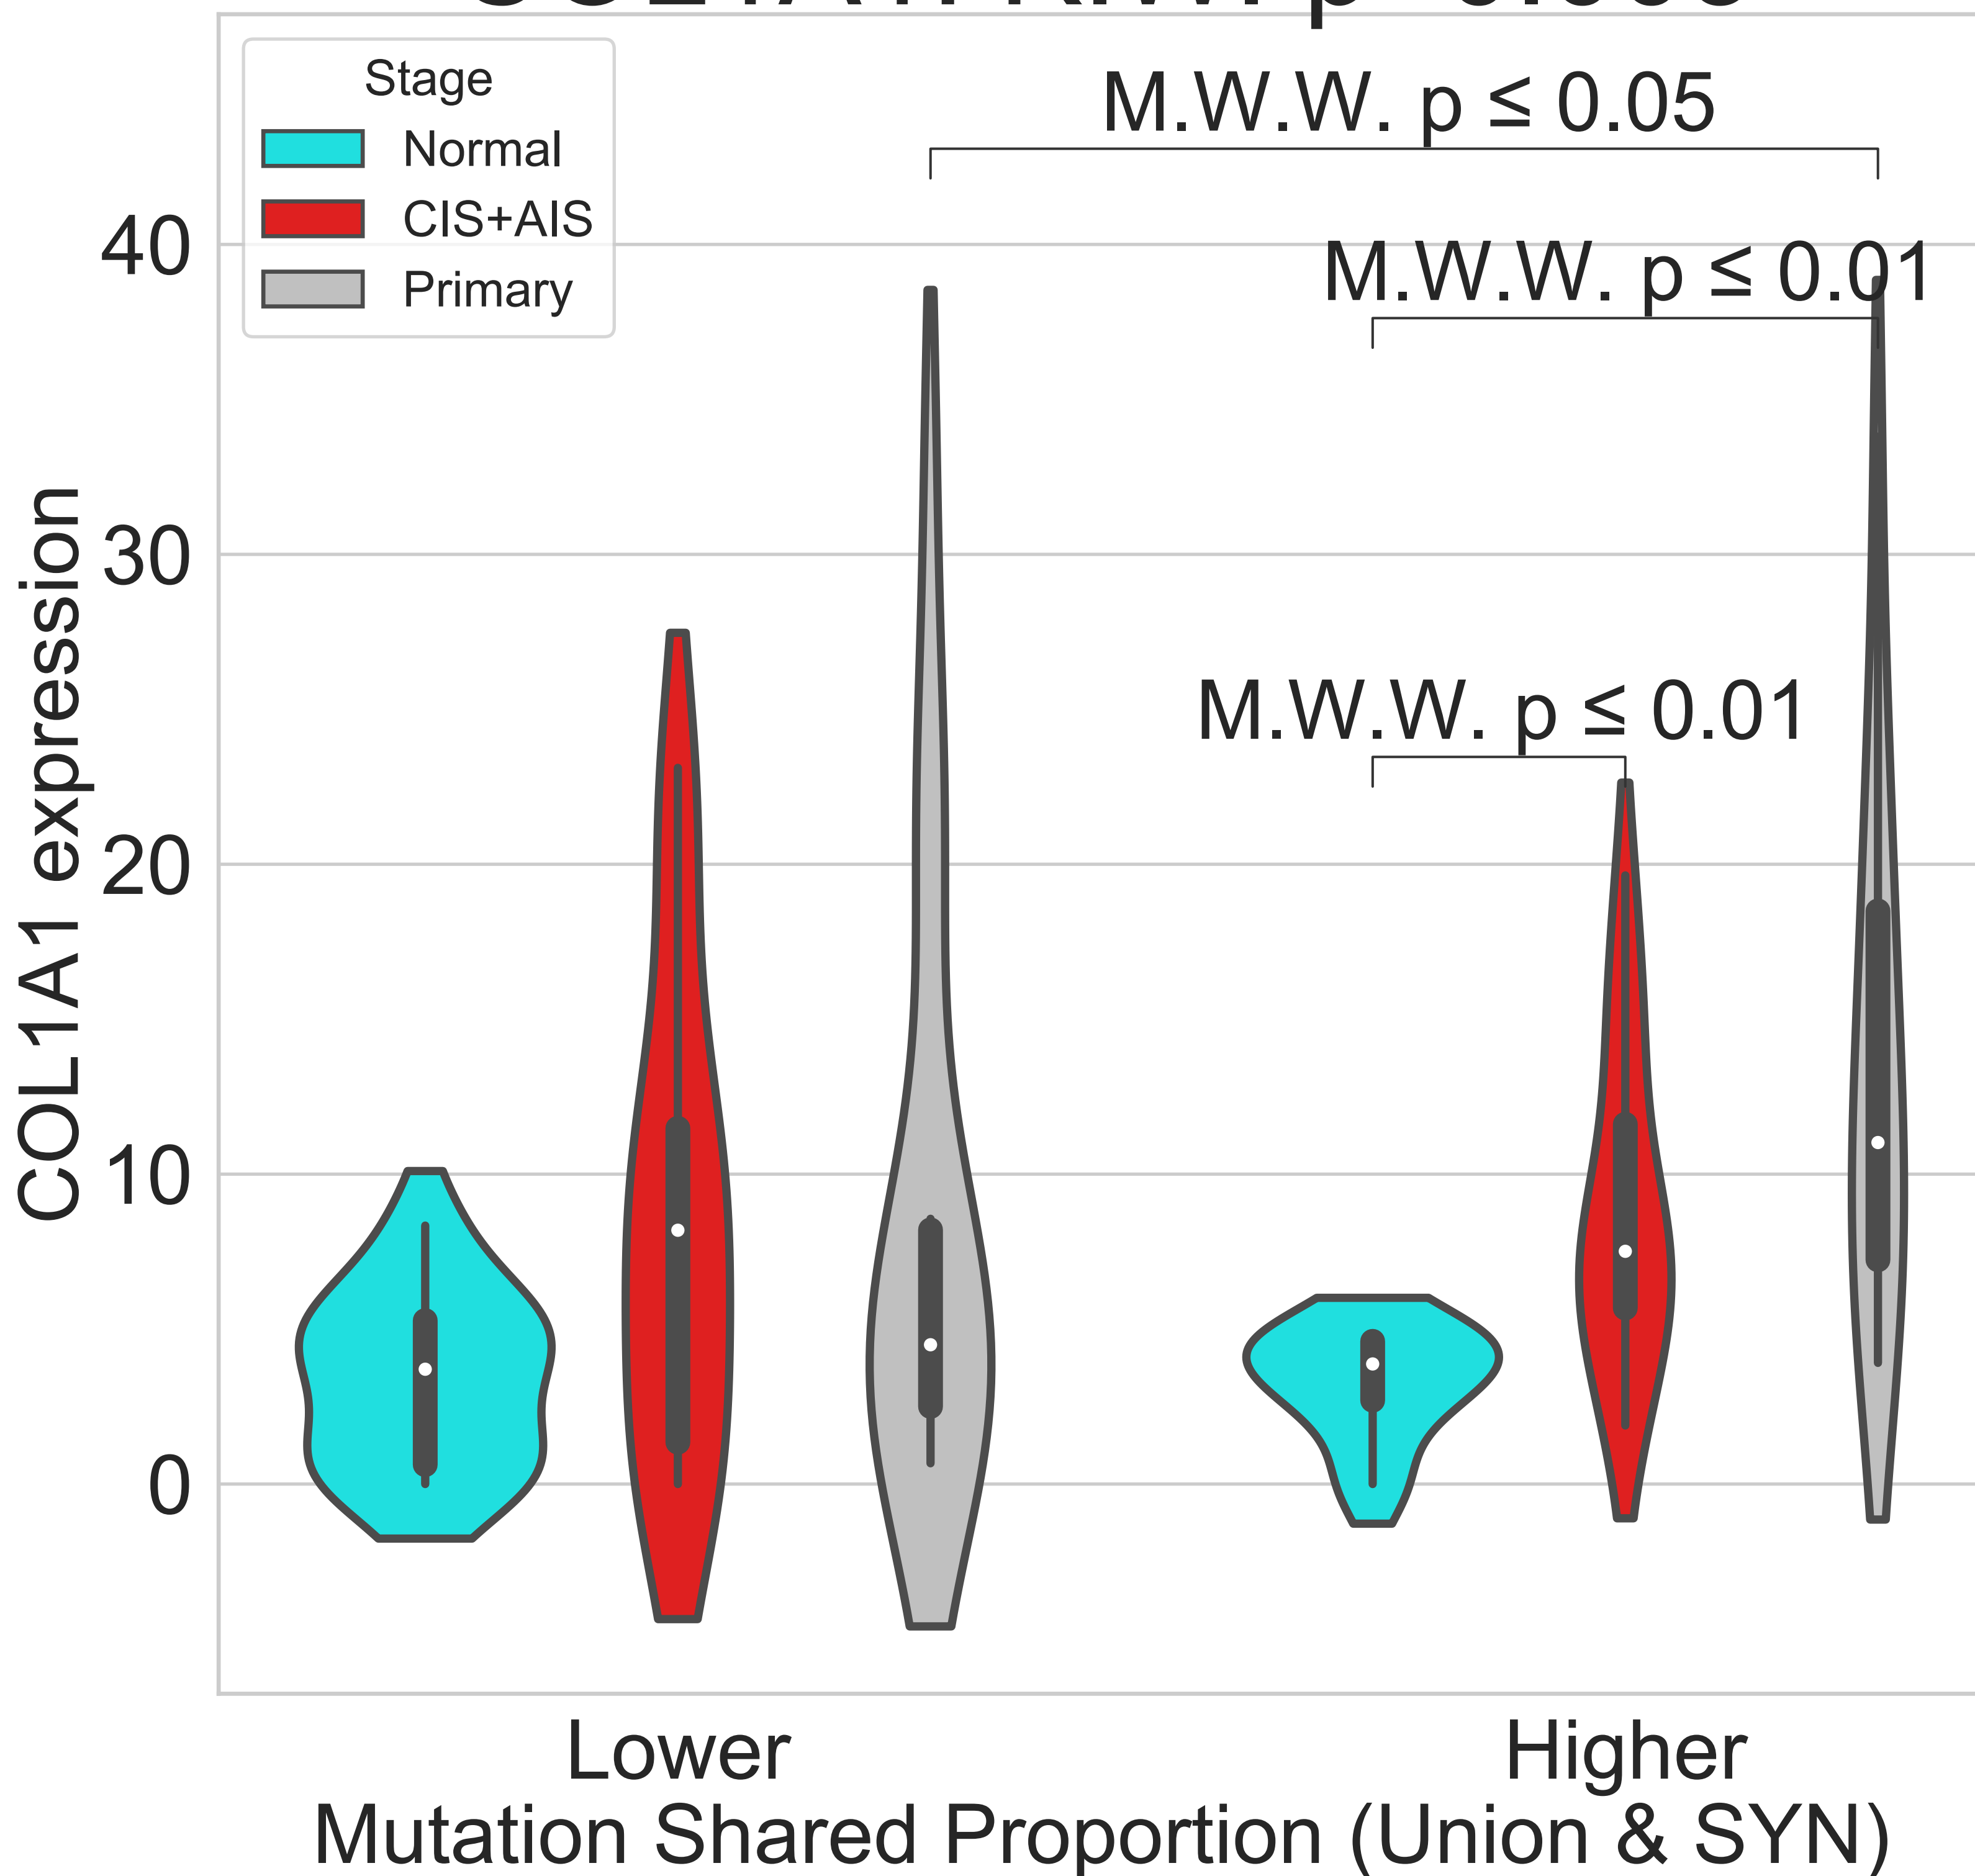 Stage
Normal
CIS+AIS
Primary
M.W.W. p ≤ 0.05
M.W.W. p ≤ 0.01
M.W.W. p ≤ 0.01
COL1A1 expression
40
30
20
10
0
Lower
Higher
Mutation Shared Proportion (Union & SYN)